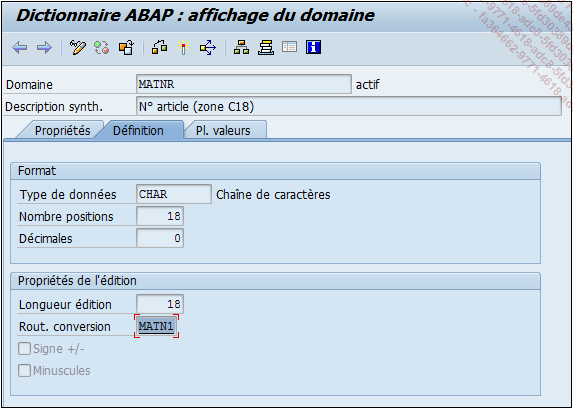 Dictionnaire ABAP : affichage du domaine
Domaine MATNR actif
Description synth. N° article (zone C18)
Propriétés Définition Pl. valeurs
Format
Type de données CHAR Chaîne de caractères
Nombre positions 18
Décimales 0
Propriétés de l'édition
Longueur édition 18
Rout. conversion MATN1
Signe +/-
Minuscules